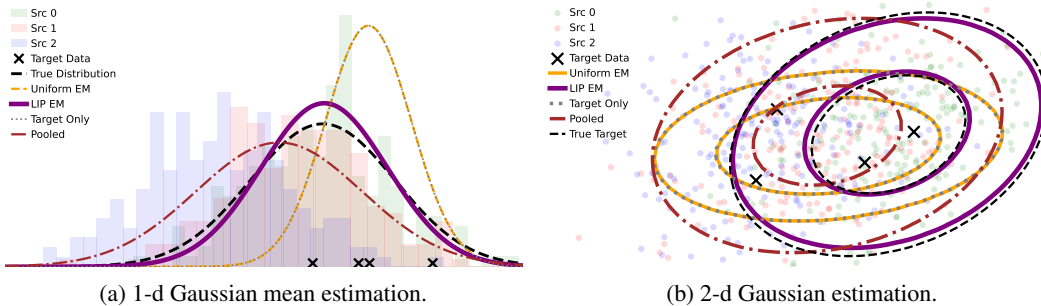 Src 0
Src 1
Src 2
Target Data
True Distribution
Uniform EM
LIP EM
Target Only
Pooled
(a) 1-d Gaussian mean estimation.
Src 0
Src 1
Src 2
Target Data
Uniform EM
LIP EM
Target Only
Pooled
True Target
(b) 2-d Gaussian estimation.